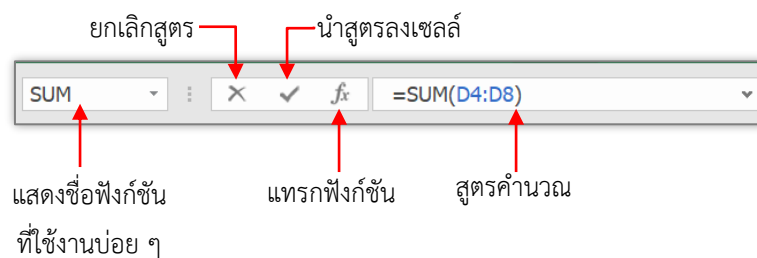 ยกเลิกสูตร นำสูตรลงเซลล์
SUM fx =SUM(D4:D8)
แสดงชื่อฟังก์ชัน แทรกฟังก์ชัน สูตรคำนวณ
ที่ใช้งานบ่อย ๆ